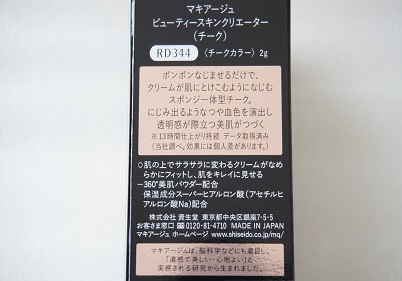 マキアージュ
ビューティースキンクリエーター
(チーク)
RD344 (チークカラー) 2g
ポンポンなじませるだけで、
クリームが肌にとけこむようになじむ
スポンジ一体型チーク。
にじみ出るようなつや血色を演出し
透明感が際立つ美肌がつづく
※13時間仕上がり持続 データ取得済み
(当社調べ。効果には個人差があります。)
○肌の上でサラサラに変わるクリームがなめ
らかにフィットし、肌をキレイに見せる
−360°美肌パウダー配合
保湿成分スーパーヒアルロン酸(アセチルヒ
アルロン酸Na)配合
株式会社 資生堂 東京都中央区銀座7-5-5
お客さま窓口 0120-81-4710 MADE IN JAPAN
マキアージュ ホームページ www.shiseido.co.jp/mq/
マキアージュは、脳科学などにも着目し、
「直感で美しい・心地よい」と
実感される研究から生まれました。